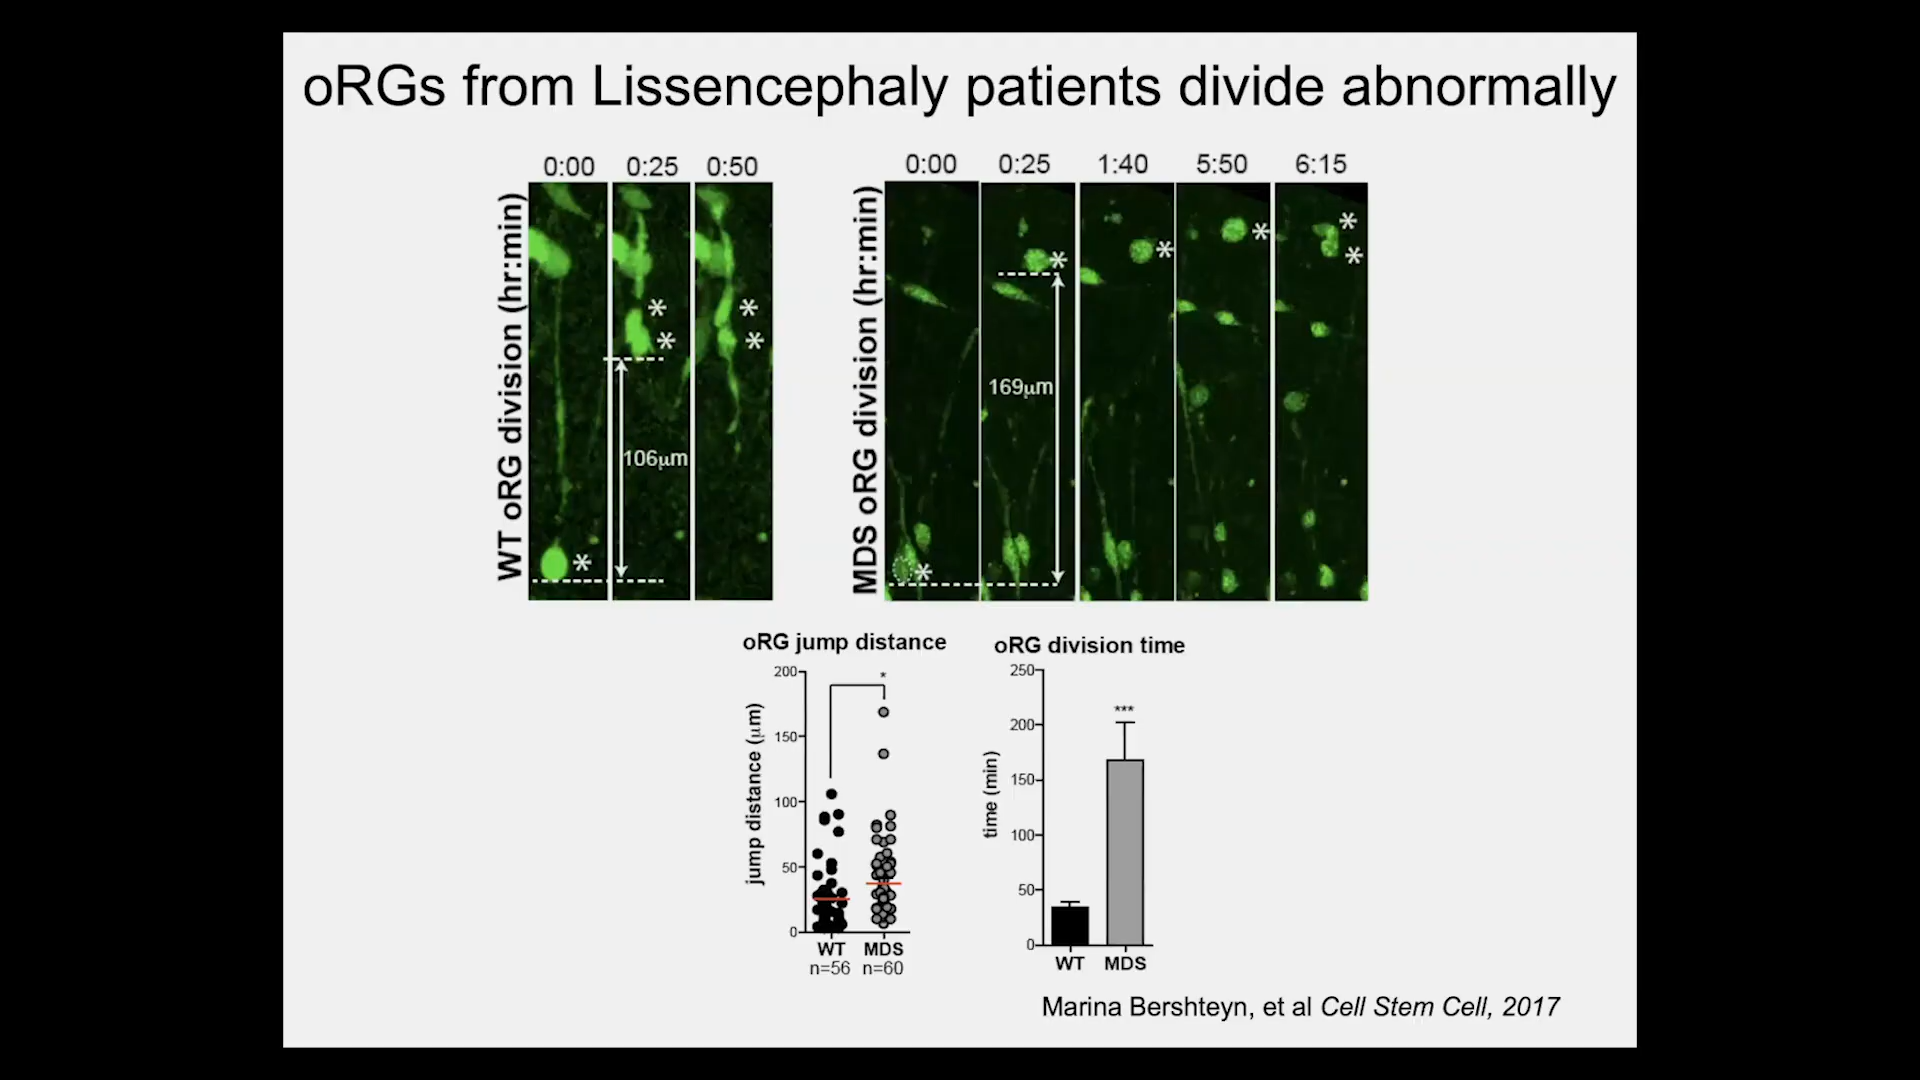 oRGs from Lissencephaly patients divide abnormally
WT oRG division (hr:min)
0:00 0:25 0:50
*
*
*
*
*
106µm
MDS oRG division (hr:min)
0:00 0:25 1:40 5:50 6:15
*
*
*
*
*
*
169µm
oRG jump distance
jump distance (µm)
200
150
100
50
0
*
WT MDS
n=56 n=60
oRG division time
time (min)
250
200
150
100
50
0
***
WT MDS
Marina Bershteyn, et al Cell Stem Cell, 2017